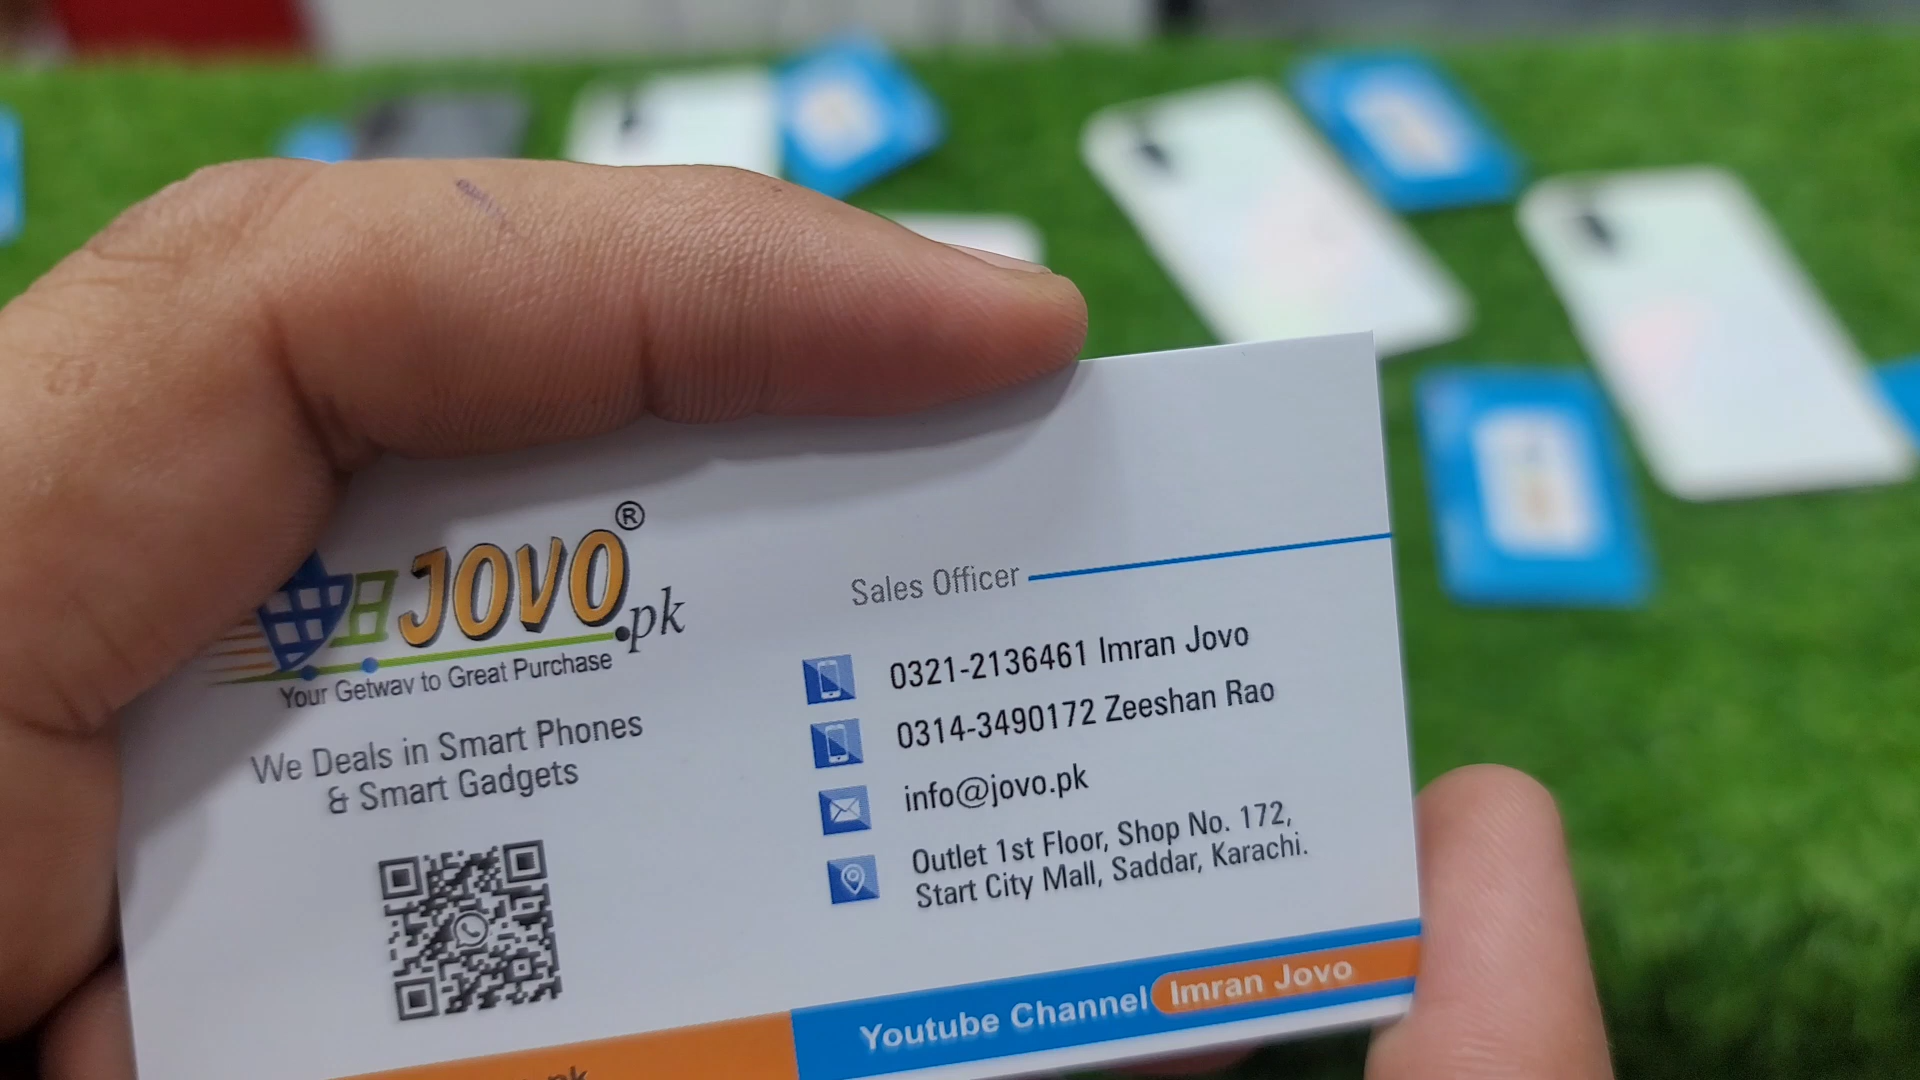 JOVO.pk
®
Your Getway to Great Purchase
We Deals in Smart Phones
& Smart Gadgets
Sales Officer
0321-2136461 Imran Jovo
0314-3490172 Zeeshan Rao
info@jovo.pk
Outlet 1st Floor, Shop No. 172,
Start City Mall, Saddar, Karachi.
Youtube Channel Imran Jovo